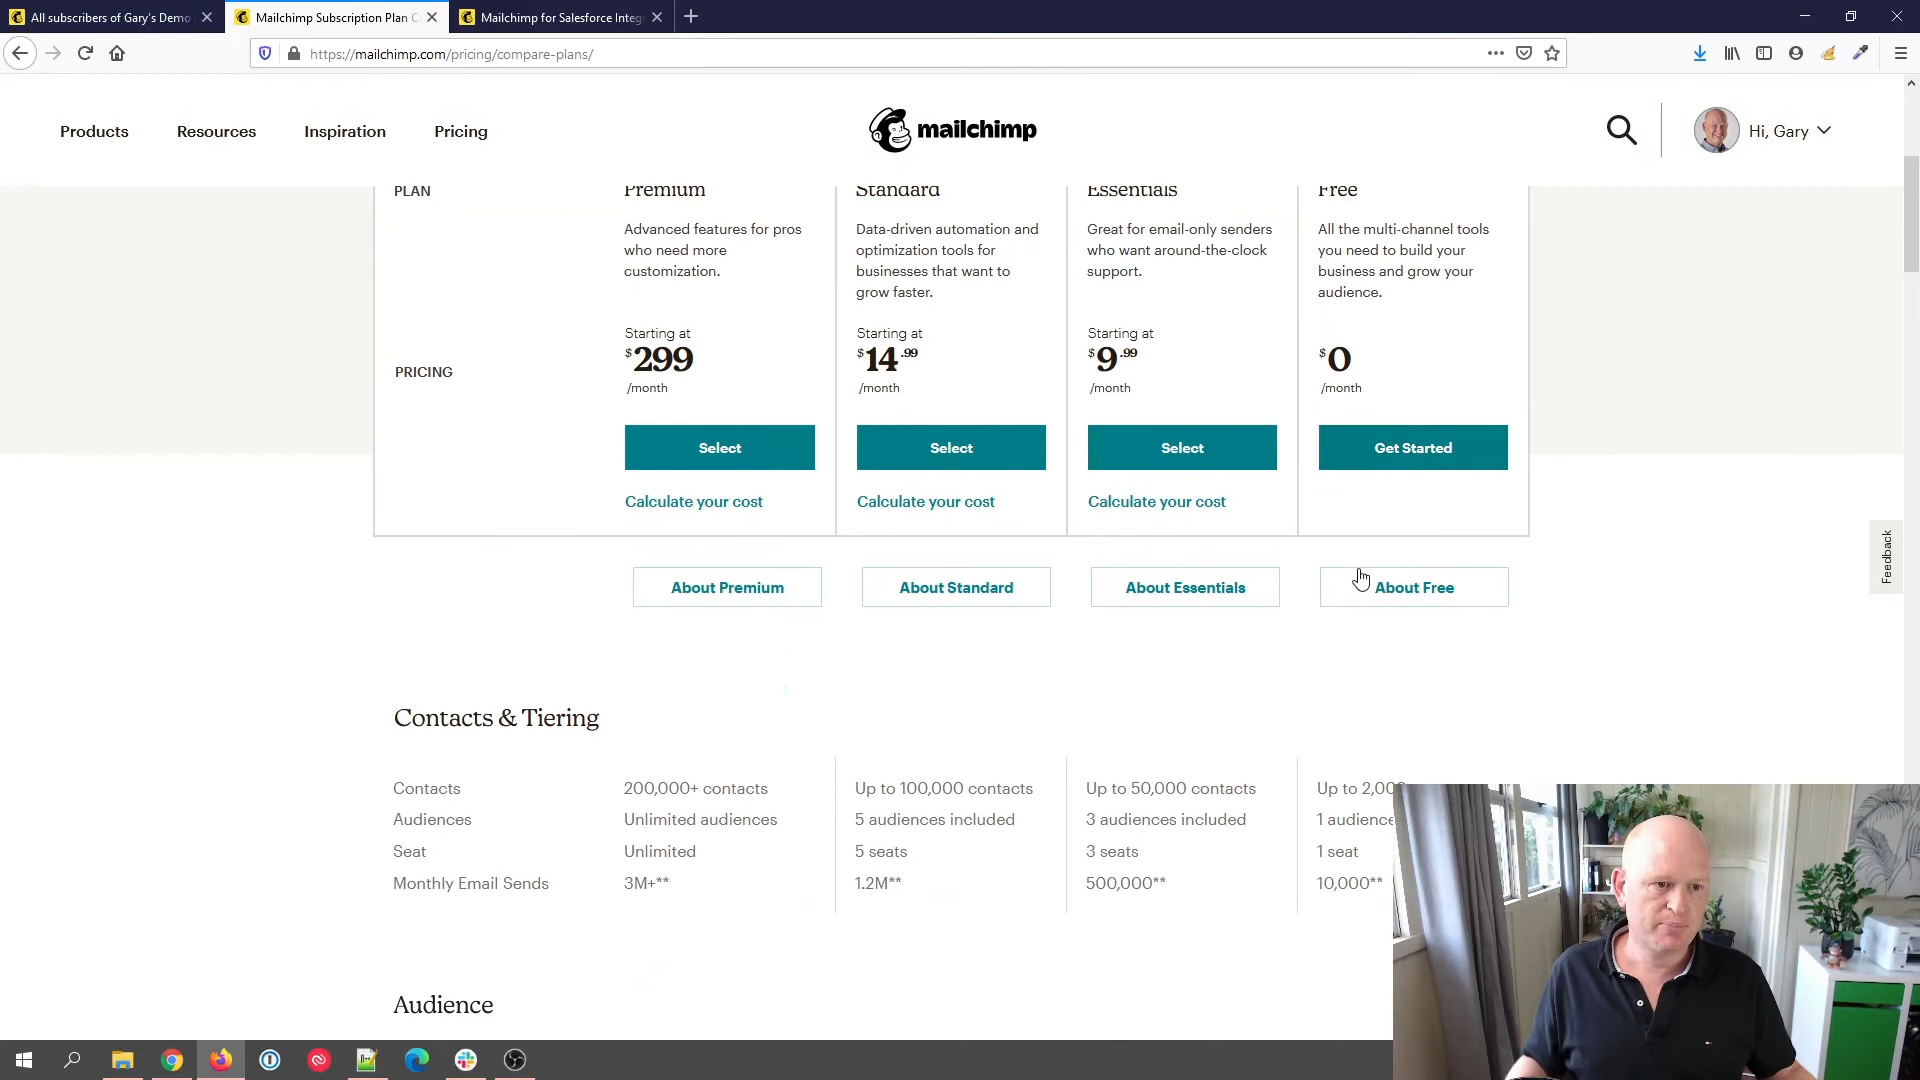 All subscribers of Gary's Demo
Mailchimp Subscription Plan C
Mailchimp for Salesforce Integ
https://mailchimp.com/pricing/compare-plans/
Products
Resources
Inspiration
Pricing
mailchimp
Hi, Gary
PLAN
Premium
Standard
Essentials
Free
Advanced features for pros
who need more
customization.
Data-driven automation and
optimization tools for
businesses that want to
grow faster.
Great for email-only senders
who want around-the-clock
support.
All the multi-channel tools
you need to build your
business and grow your
audience.
PRICING
Starting at
$299
/month
Starting at
$14.99
/month
Starting at
$9.99
/month
$0
/month
Select
Select
Select
Get Started
Calculate your cost
Calculate your cost
Calculate your cost
About Premium
About Standard
About Essentials
About Free
Feedback
Contacts & Tiering
Contacts
200,000+ contacts
Up to 100,000 contacts
Up to 50,000 contacts
Up to 2,00
Audiences
Unlimited audiences
5 audiences included
3 audiences included
1 audience
Seat
Unlimited
5 seats
3 seats
1 seat
Monthly Email Sends
3M+**
1.2M**
500,000**
10,000**
Audience